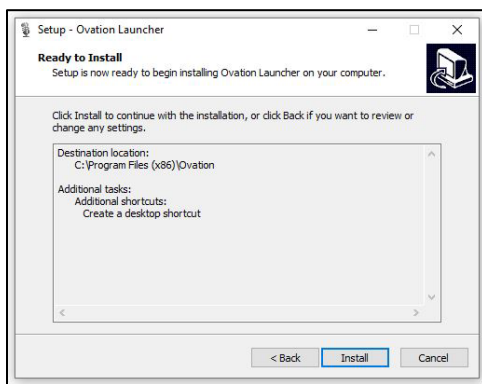 Setup - Ovation Launcher
Ready to Install
Setup is now ready to begin installing Ovation Launcher on your computer.
Click Install to continue with the installation, or click Back if you want to review or
change any settings.
Destination location:
C:\Program Files (x86)\Ovation
Additional tasks:
Additional shortcuts:
Create a desktop shortcut
< Back Install Cancel